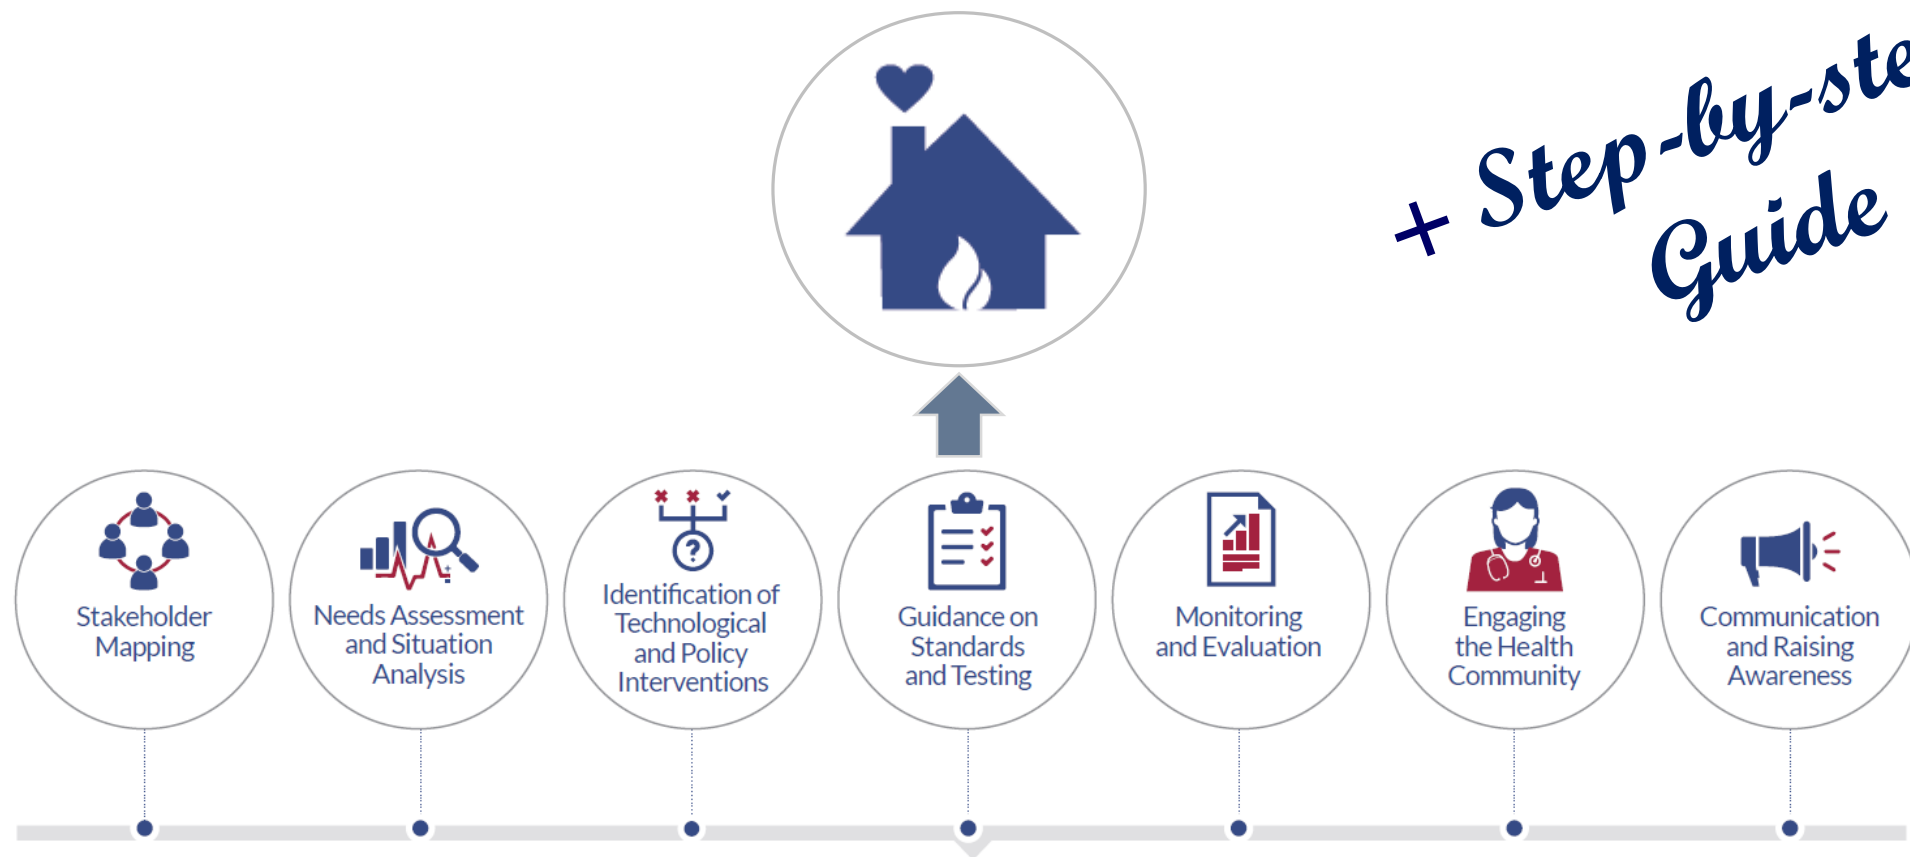 + Step-by-ste
Guide
Stakeholder
Mapping
Needs Assessment
and Situation
Analysis
Identification of
Technological
and Policy
Interventions
Guidance on
Standards
and Testing
Monitoring
and Evaluation
Engaging
the Health
Community
Communication
and Raising
Awareness